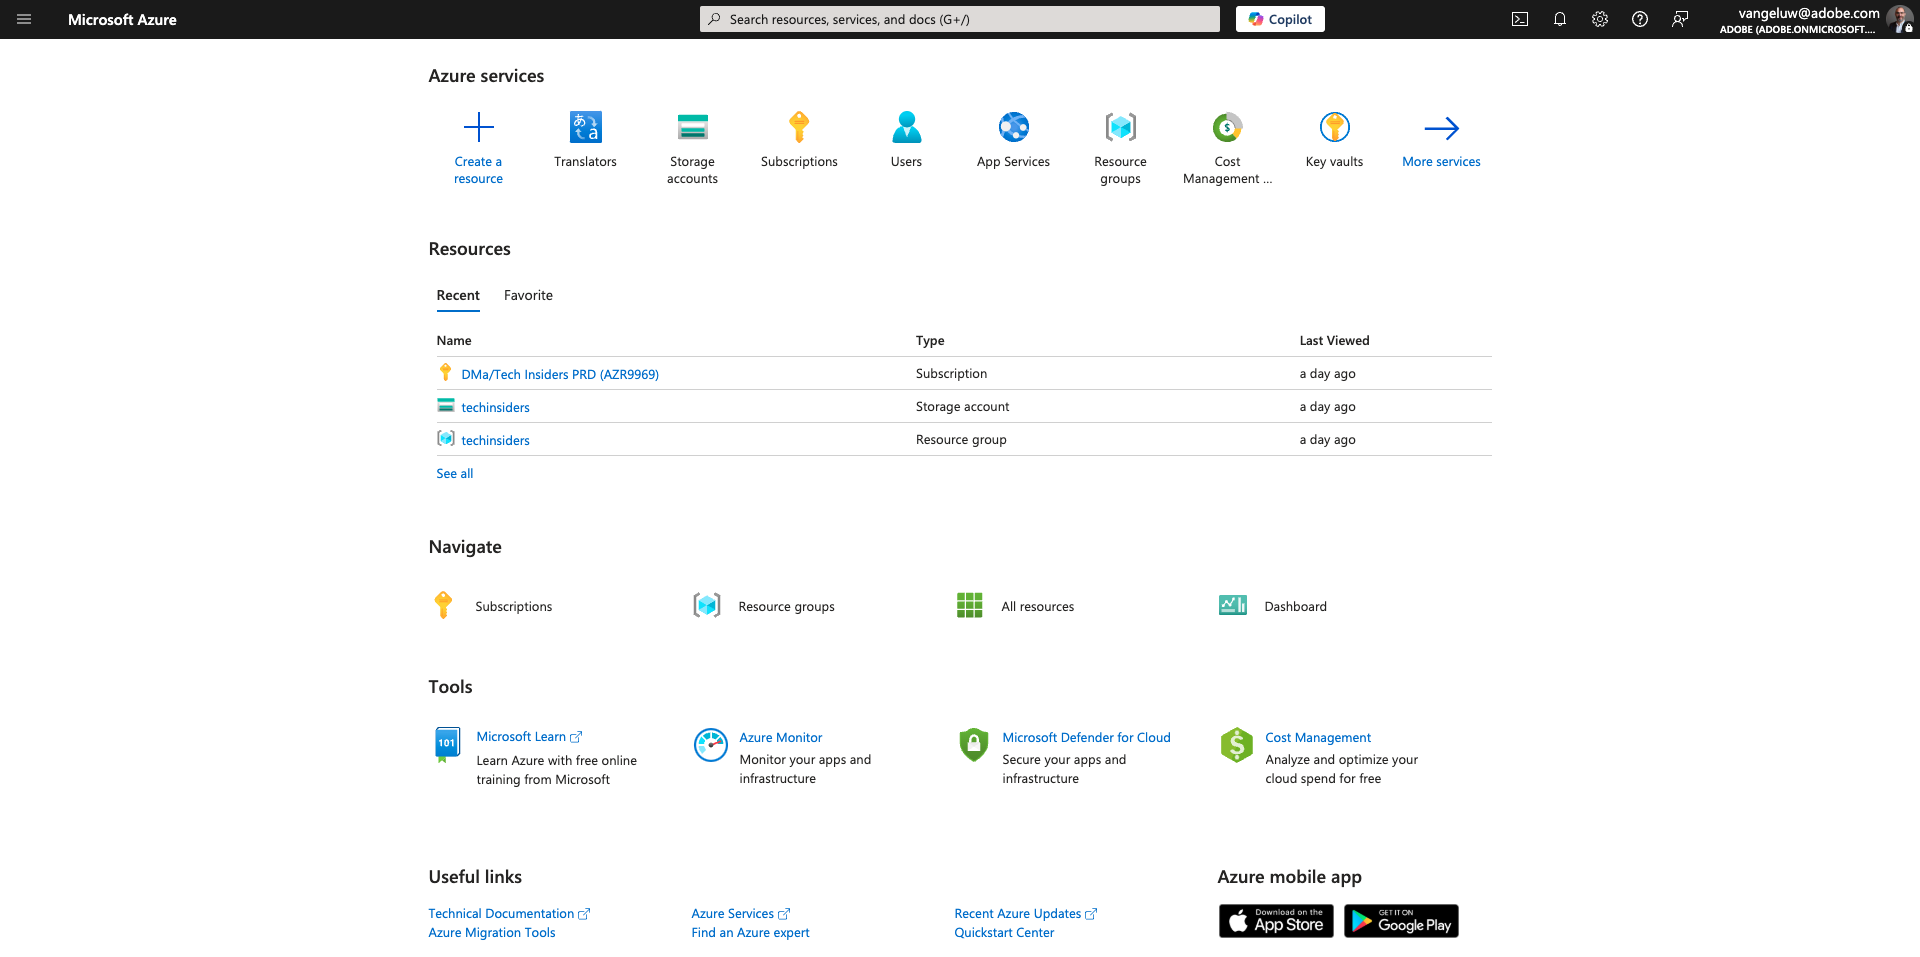 Microsoft Azure
Search resources, services, and docs (G+/)
Copilot
vangeluw@adobe.com
ADOBE (ADOBE.ONMICROSOFT....
Azure services
Create a
resource
Translators
Storage
accounts
Subscriptions
Users
App Services
Resource
groups
Cost
Management ...
Key vaults
More services
Resources
Recent
Favorite
Name
Type
Last Viewed
DMa/Tech Insiders PRD (AZR9969)
Subscription
a day ago
techinsiders
Storage account
a day ago
techinsiders
Resource group
a day ago
See all
Navigate
Subscriptions
Resource groups
All resources
Dashboard
Tools
101
Microsoft Learn
Learn Azure with free online
training from Microsoft
Azure Monitor
Monitor your apps and
infrastructure
Microsoft Defender for Cloud
Secure your apps and
infrastructure
Cost Management
Analyze and optimize your
cloud spend for free
Useful links
Technical Documentation
Azure Migration Tools
Azure Services
Find an Azure expert
Recent Azure Updates
Quickstart Center
Azure mobile app
Download on the
App Store
GET IT ON
Google Play